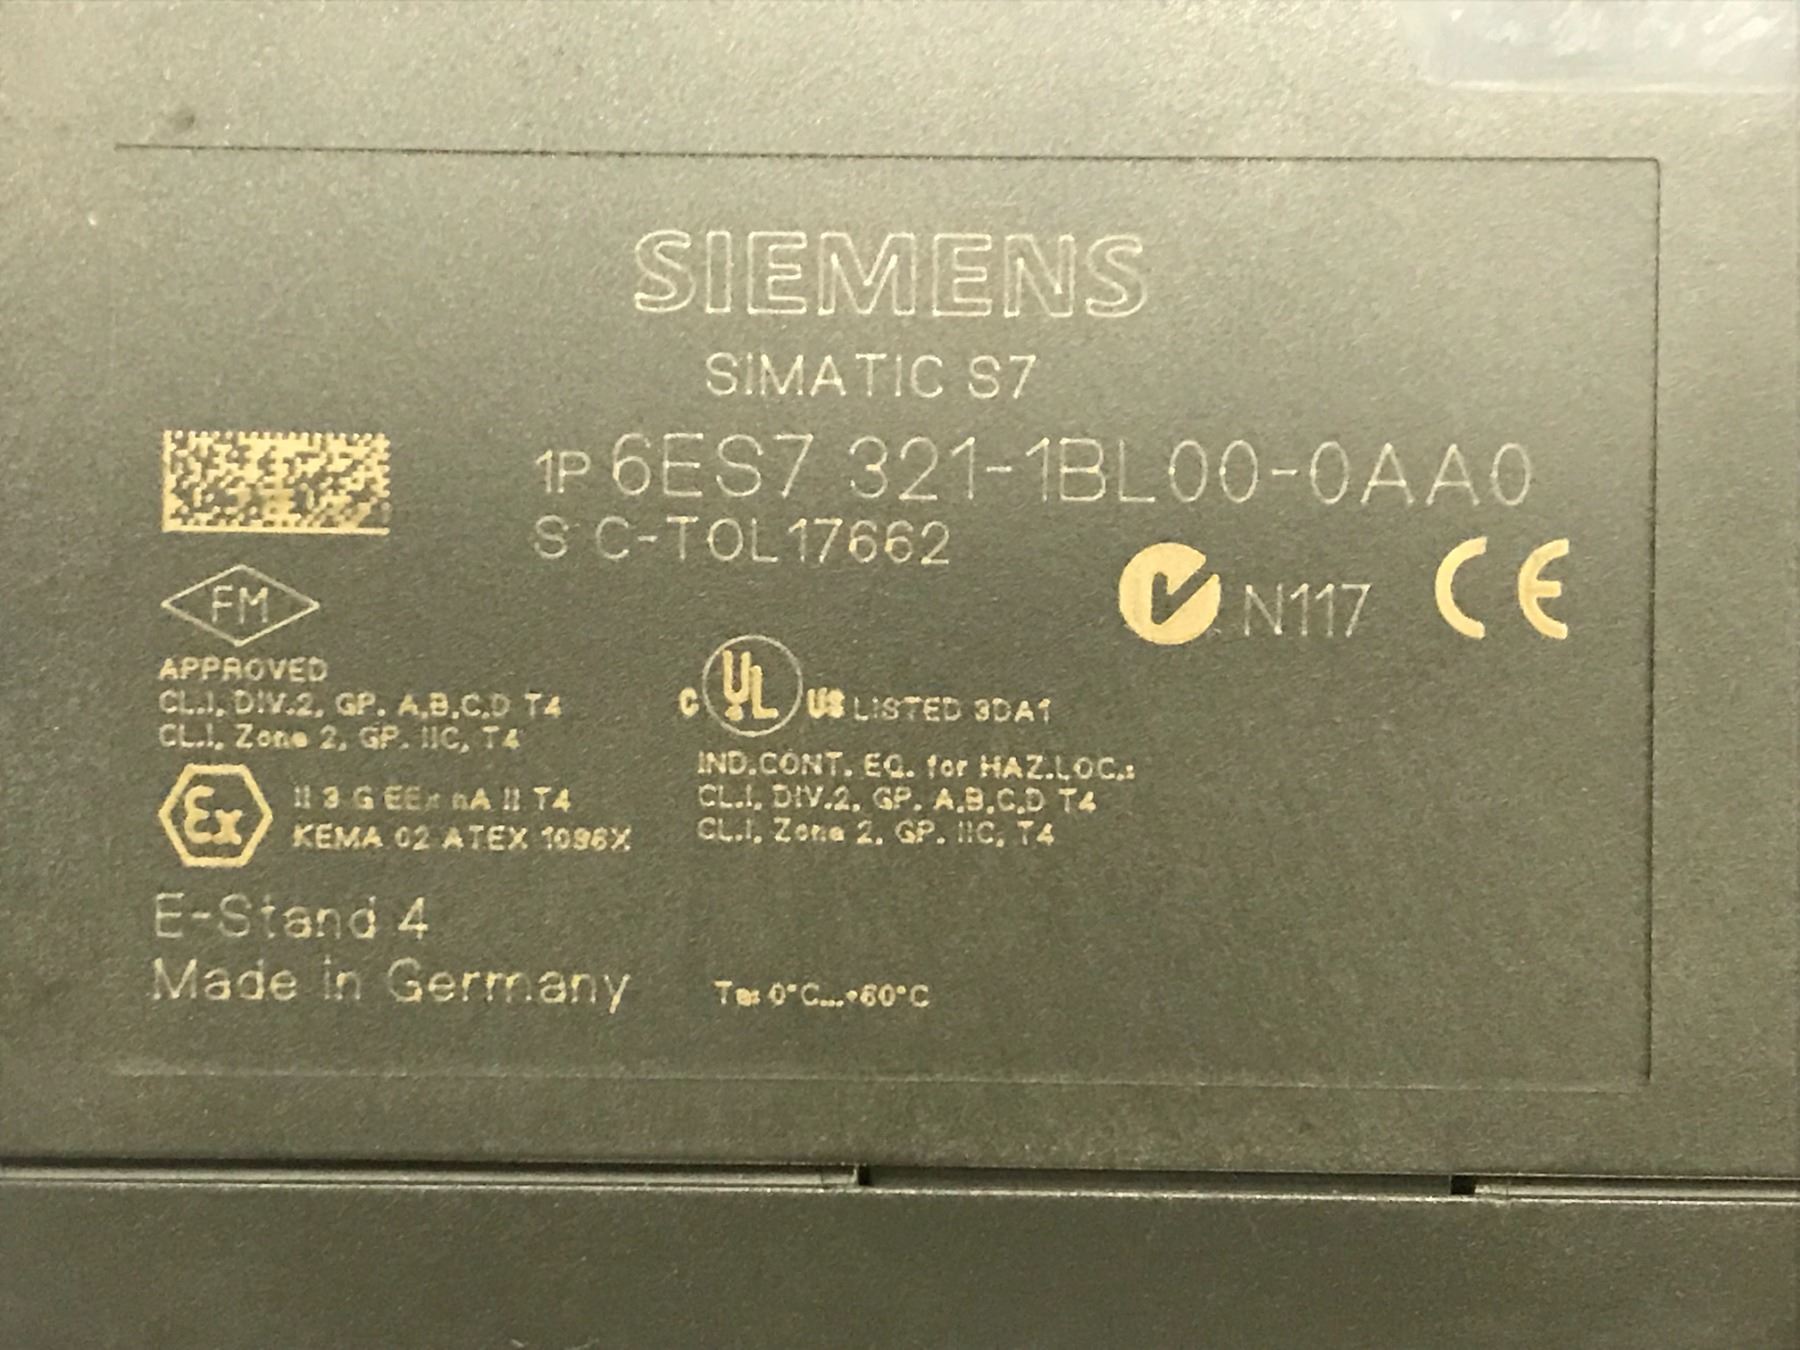 SIEMENS
SIMATIC S7
1P 6ES7 321-1BL00-0AA0
S C-T0L17662
N117 CE
FM
APPROVED
CL.I, DIV.2, GP. A,B,C,D T4
CL.I, Zone 2, GP. IIC, T4
C UL US LISTED 3DA1
IND.CONT. EQ. for HAZ.LOC.:
CL.I, DIV.2, GP. A,B,C,D T4
CL.I, Zone 2, GP. IIC, T4
Ex II 3 G EEx nA II T4
KEMA 02 ATEX 1096X
E-Stand 4
Made in Germany
Ta: 0°C...+60°C